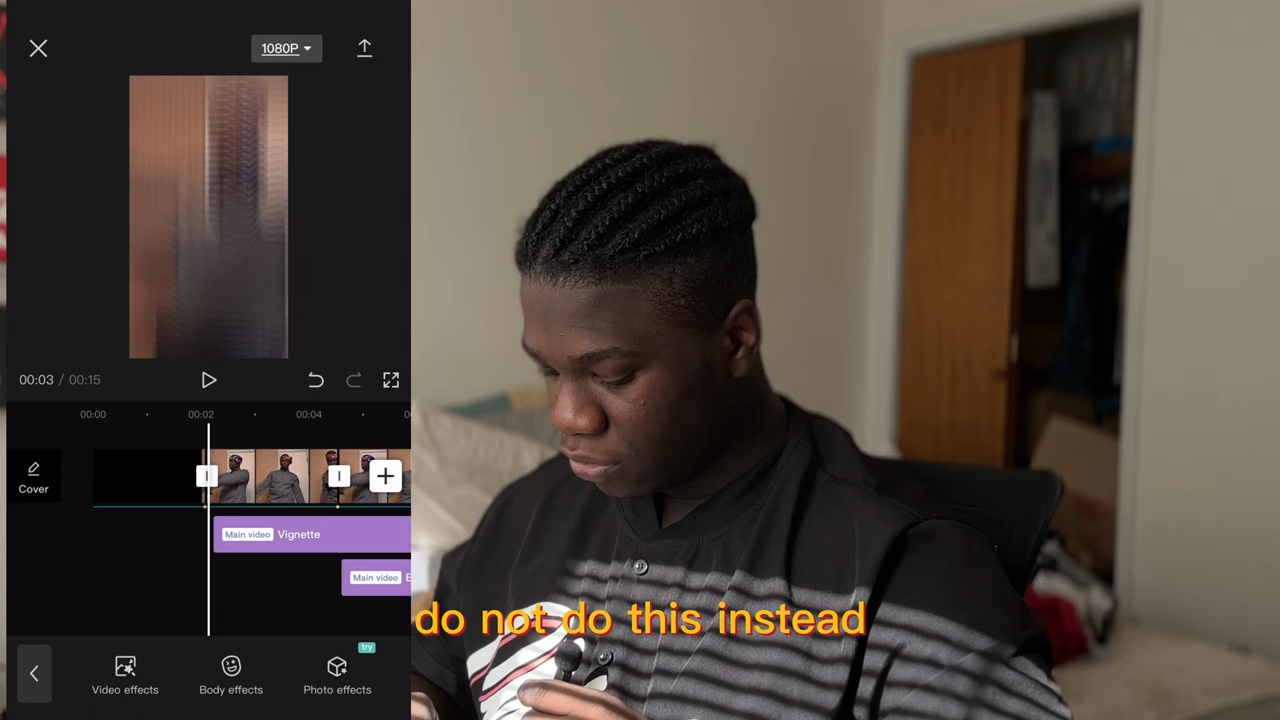 1080P
00:03 / 00:15
00:00
00:02
00:04
Cover
Main video Vignette
Main video
do not do this instead
try
Video effects
Body effects
Photo effects